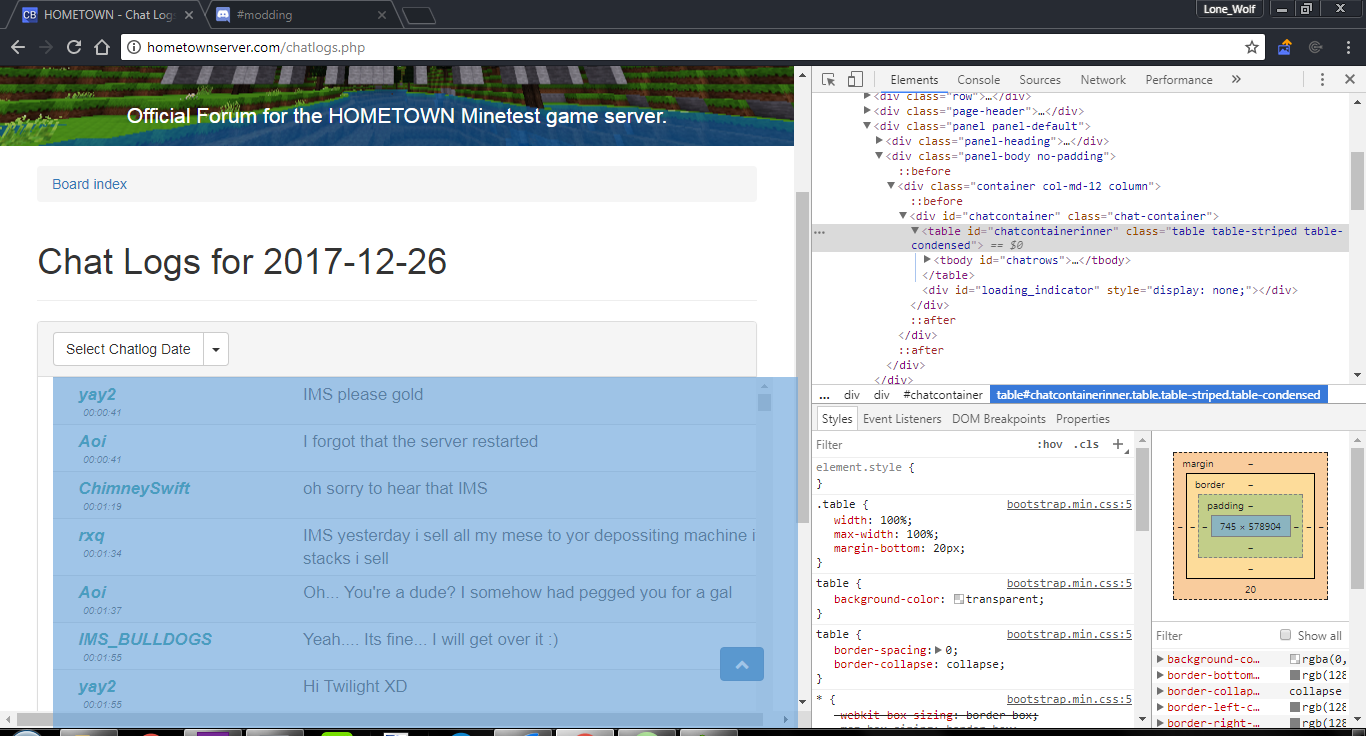 HOMETOWN - Chat Log
#modding
Lone_Wolf
hometownserver.com/chatlogs.php
Official Forum for the HOMETOWN Minetest game server.
Board index
Chat Logs for 2017-12-26
Select Chatlog Date
yay2 IMS please gold
00:00:41
Aoi I forgot that the server restarted
00:00:41
ChimneySwift oh sorry to hear that IMS
00:01:19
rxq IMS yesterday i sell all my mese to yor depossiting machine i
00:01:34 stacks i sell
Aoi Oh... You're a dude? I somehow had pegged you for a gal
00:01:37
IMS_BULLDOGS Yeah.... Its fine... I will get over it :)
00:01:55
yay2 Hi Twilight XD
00:01:55
Elements Console Sources Network Performance »
<div class="row">…</div>
<div class="page-header">…</div>
<div class="panel panel-default">
<div class="panel-heading">…</div>
<div class="panel-body no-padding">
::before
<div class="container col-md-12 column">
::before
<div id="chatcontainer" class="chat-container">
... <table id="chatcontainerinner" class="table table-striped table-
condensed"> == $0
<tbody id="chatrows">…</tbody>
</table>
<div id="loading_indicator" style="display: none;"></div>
</div>
::after
</div>
::after
</div>
</div>
... div div #chatcontainer table#chatcontainerinner.table.table-striped.table-condensed
Styles Event Listeners DOM Breakpoints Properties
Filter :hov .cls +
element.style {
}
.table { bootstrap.min.css:5
width: 100%;
max-width: 100%;
margin-bottom: 20px;
}
table { bootstrap.min.css:5
background-color: transparent;
}
table { bootstrap.min.css:5
border-spacing: 0;
border-collapse: collapse;
}
* { bootstrap.min.css:5
-webkit-box-sizing: border-box;
-moz-box-sizing: border-box;
margin –
border –
padding –
– – – 745 × 578904 – – –
–
–
20
Filter Show all
background-co… rgba(0,
border-bottom… rgb(128
border-collap… collapse
border-left-c… rgb(128
border-right-… rgb(128